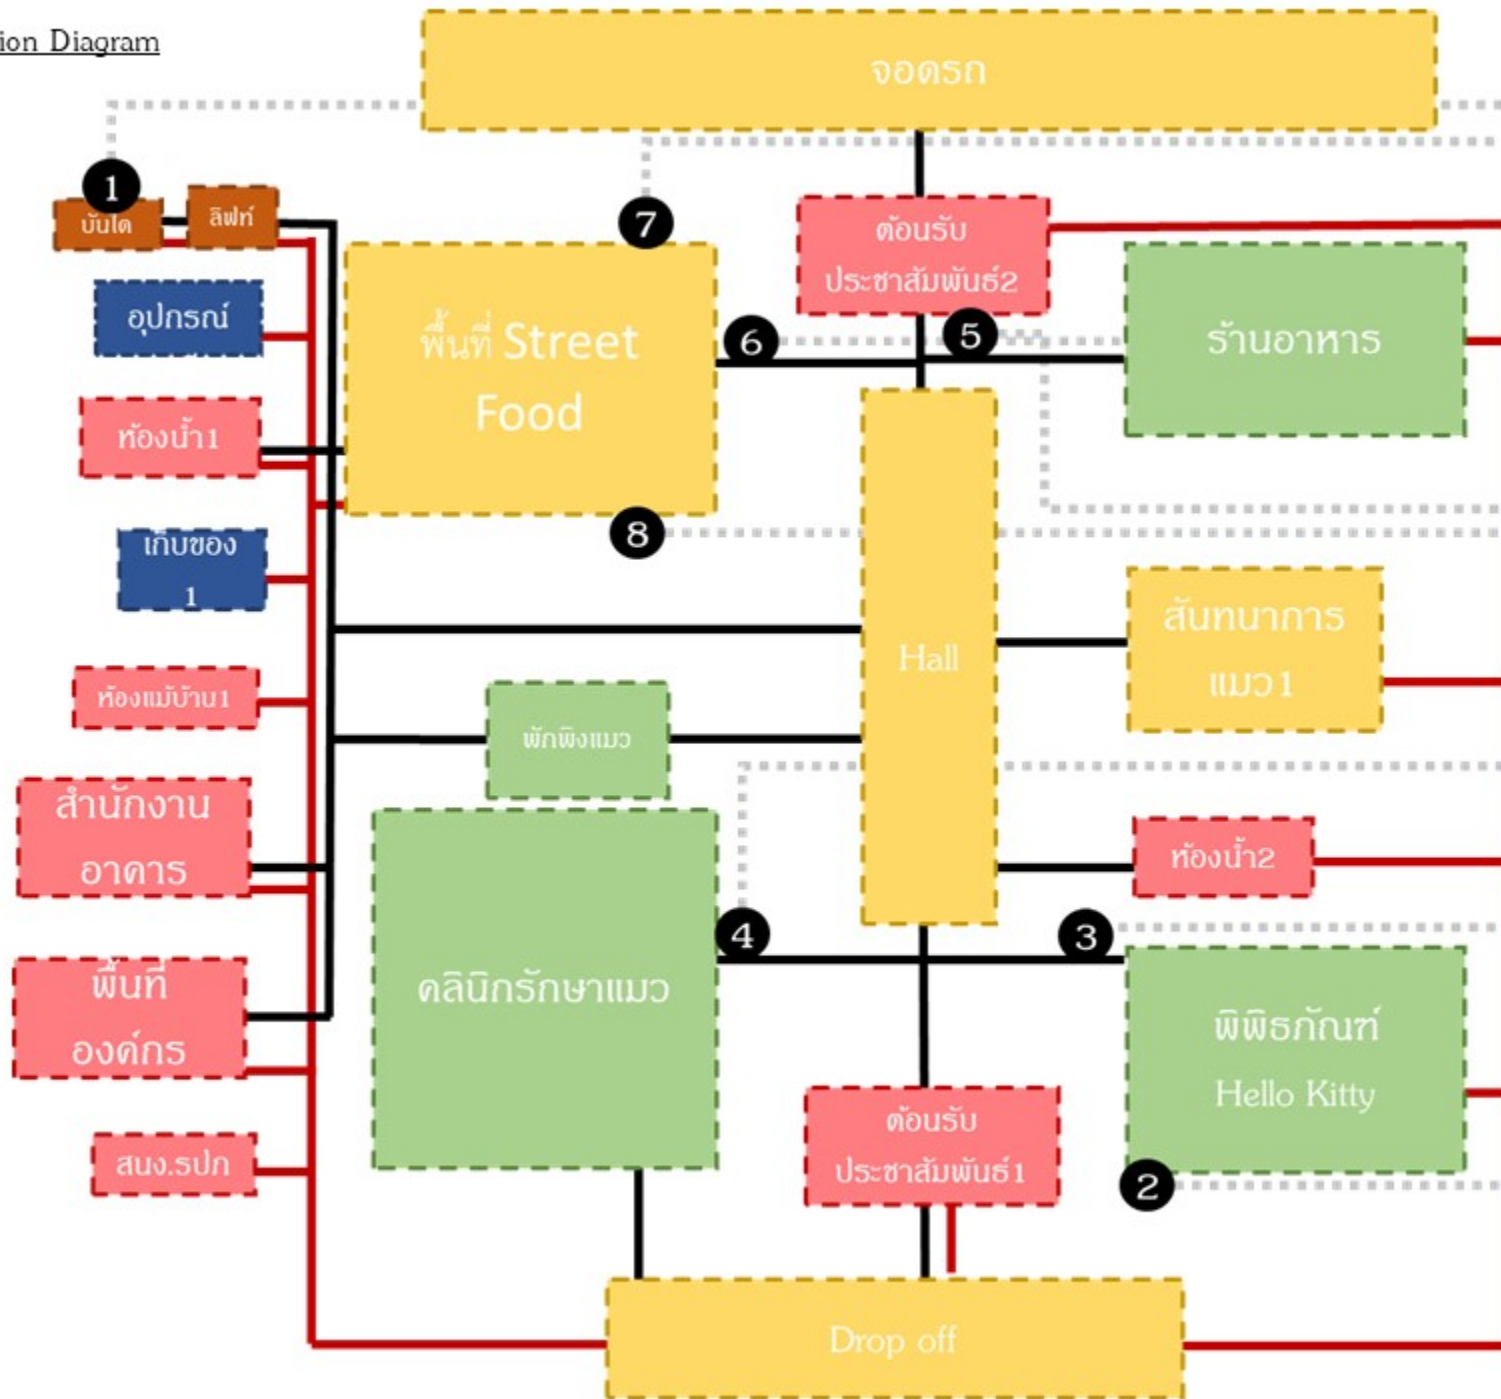 ion Diagram
จอดรถ
1
บันได
ลิฟท์
7
ต้อนรับ
ประชาสัมพันธ์2
อุปกรณ์
พื้นที่ Street
Food
6
5
ร้านอาหาร
ห้องน้ำ1
8
เก็บของ
1
สันทนาการ
แมว1
Hall
ห้องแม่บ้าน1
พักพิงแมว
สำนักงาน
อาคาร
ห้องน้ำ2
4
3
คลินิกรักษาแมว
พื้นที่
องค์กร
พิพิธภัณฑ์
Hello Kitty
ต้อนรับ
ประชาสัมพันธ์1
สนง.รปภ
2
Drop off